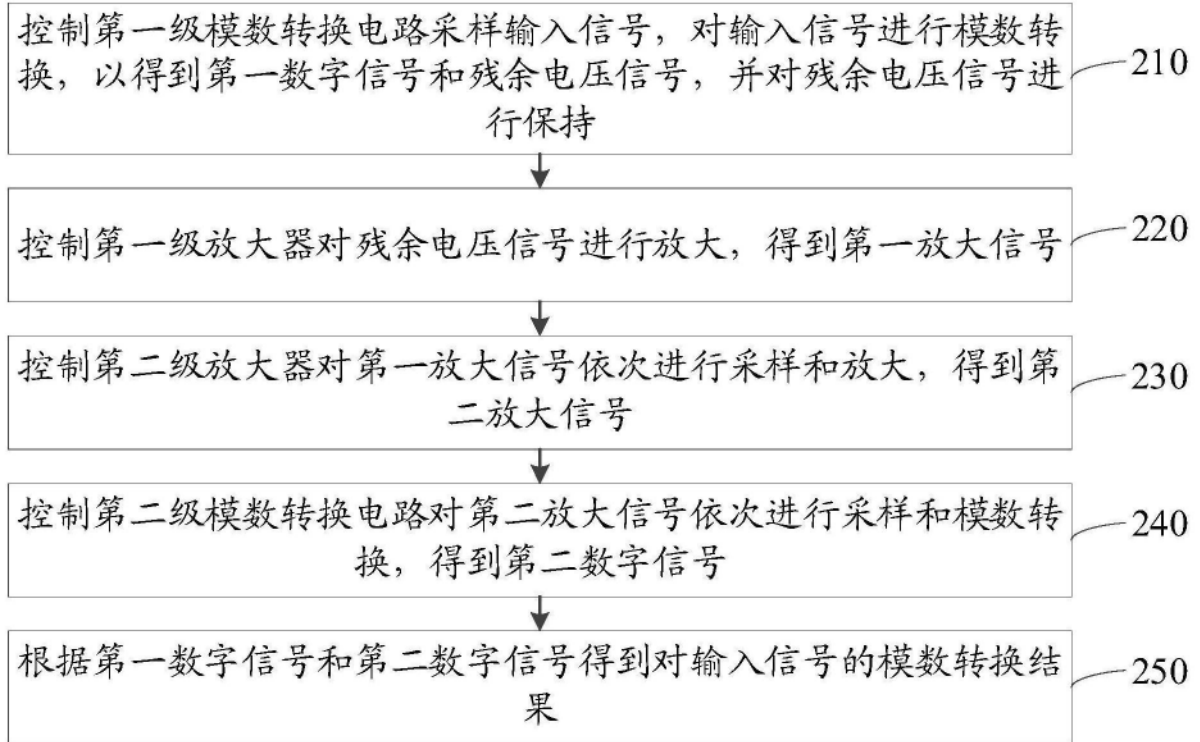 控制第一级模数转换电路采样输入信号，对输入信号进行模数转
换，以得到第一数字信号和残余电压信号，并对残余电压信号进
行保持
210
控制第一级放大器对残余电压信号进行放大，得到第一放大信号
220
控制第二级放大器对第一放大信号依次进行采样和放大，得到第
二放大信号
230
控制第二级模数转换电路对第二放大信号依次进行采样和模数转
换，得到第二数字信号
240
根据第一数字信号和第二数字信号得到对输入信号的模数转换结
果
250